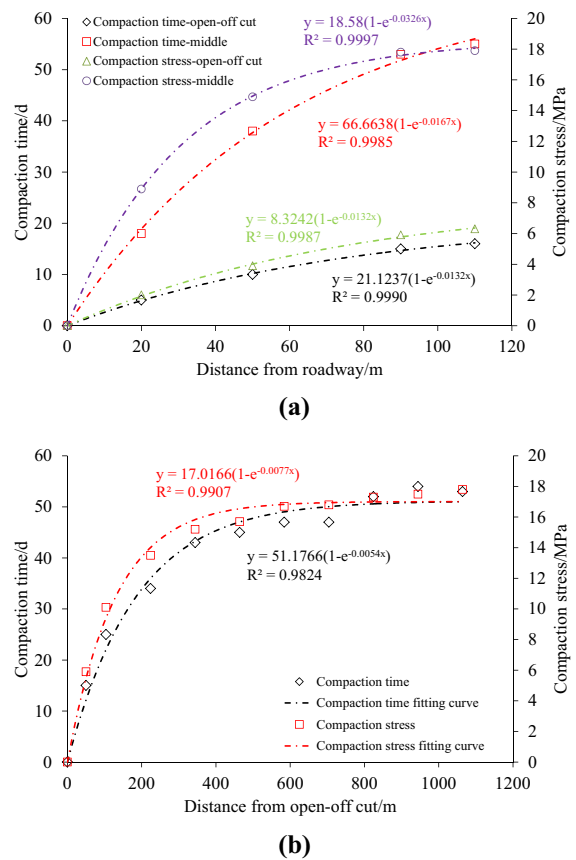 Compaction time-open-off cut
Compaction time-middle
Compaction stress-open-off cut
Compaction stress-middle
y = 18.58(1-e^-0.0326x)
R² = 0.9997
y = 66.6638(1-e^-0.0167x)
R² = 0.9985
y = 8.3242(1-e^-0.0132x)
R² = 0.9987
y = 21.1237(1-e^-0.0132x)
R² = 0.9990
Compaction time/d
60
50
40
30
20
10
0
Compaction stress/MPa
20
18
16
14
12
10
8
6
4
2
0
0 20 40 60 80 100 120
Distance from roadway/m
(a)
y = 17.0166(1-e^-0.0077x)
R² = 0.9907
y = 51.1766(1-e^-0.0054x)
R² = 0.9824
Compaction time
Compaction time fitting curve
Compaction stress
Compaction stress fitting curve
Compaction time/d
60
50
40
30
20
10
0
Compaction stress/MPa
20
18
16
14
12
10
8
6
4
2
0
0 200 400 600 800 1000 1200
Distance from open-off cut/m
(b)